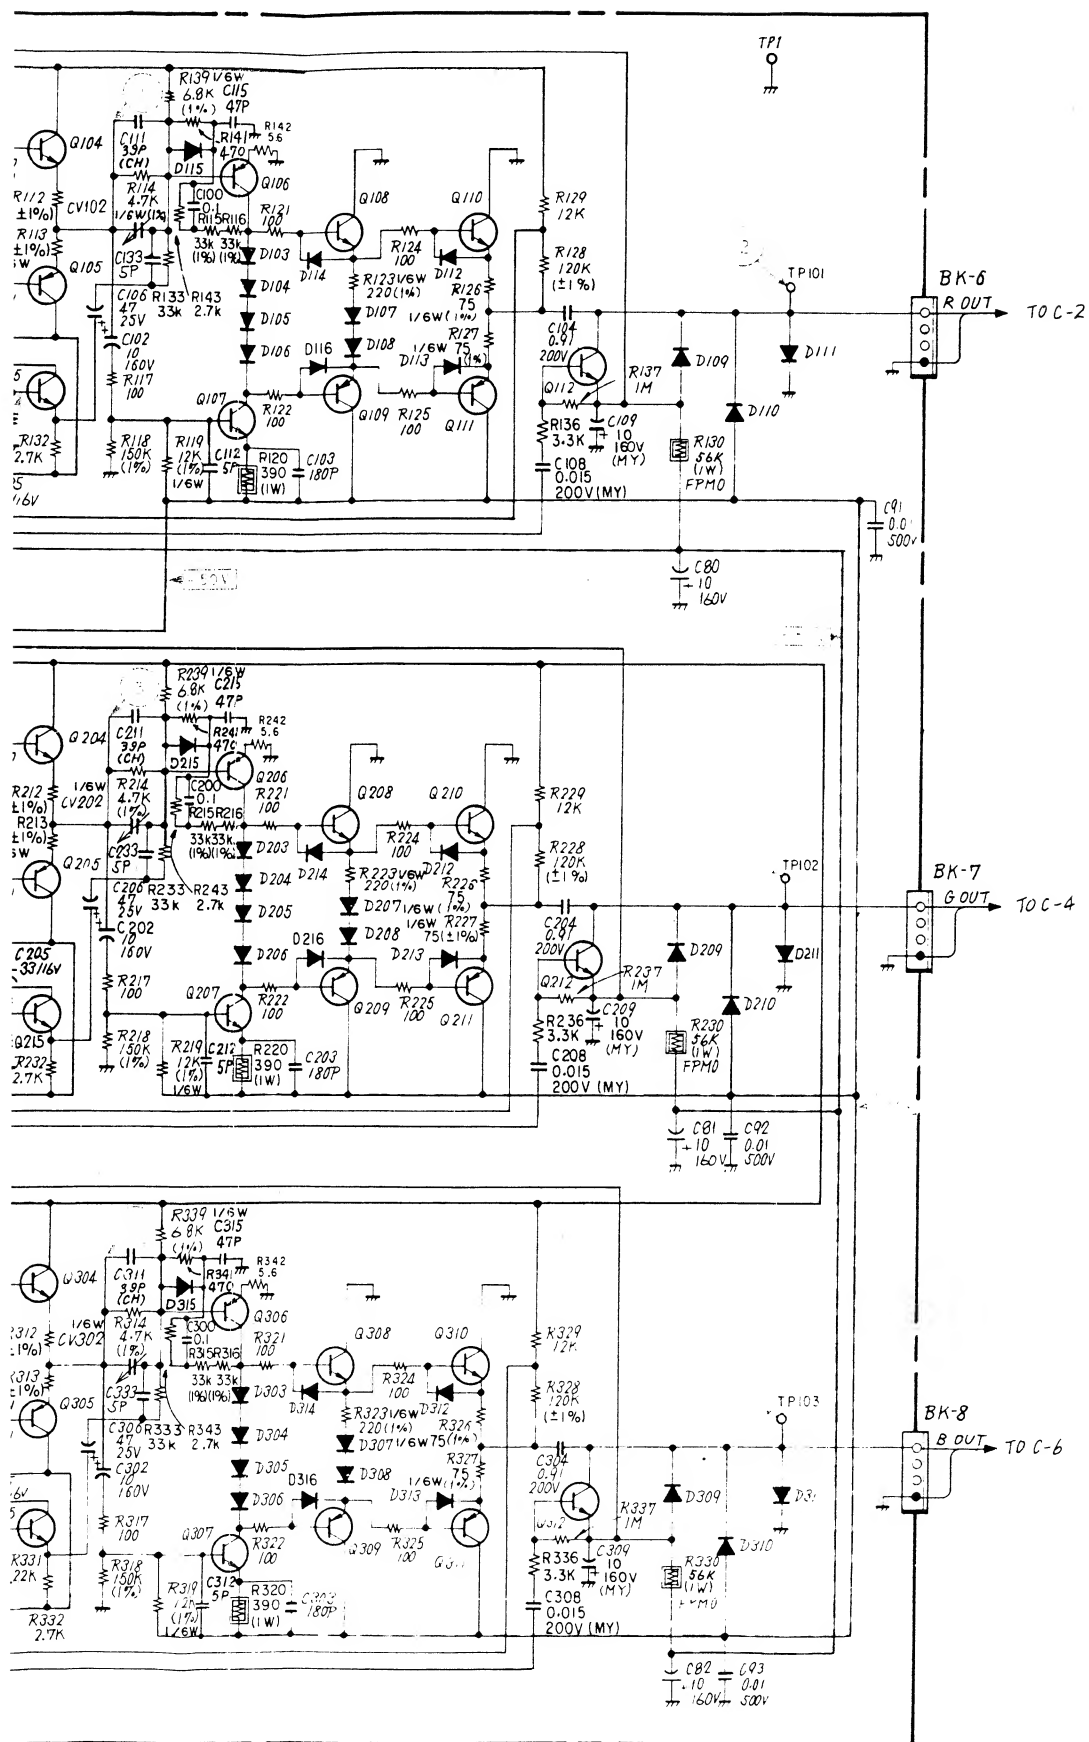 TP1
R139 1/6W
6.8K C115
(1%) 47P
R142
5.6
Q104
C111
39P
(CH)
R141
470
D115
Q106
Q108
Q110
R129
12K
R112
±1%)
CV102
R114
4.7K
1/6W(1%)
C100
0.1
R115 R116
33k 33k
(1%) (1%)
R121
100
R113
±1%)
Q105
C133
5P
D103
D114
R124
100
D112
R128
120K
(±1%)
TP101
BK-6
R OUT
TO C-2
C106
47
25V
R133
33k
R143
2.7k
D104
R123 1/6W
220(1%)
R126
75
1/6W(1%)
D107
C102
10
160V
D105
D108
R127
1/6W 75
(1%)
C104
0.91
200V
D106
D116
D113
D109
D111
R117
100
Q107
R122
100
Q109
R125
100
Q111
Q112
R137
1M
D110
R132
2.7K
R118
150K
(1%)
R119
12K
(1%)
1/6W
C112
5P
R120
390
(1W)
C103
180P
R136
3.3K
C109
10
160V
(MY)
R130
56K
(1W)
FPMO
C108
0.015
200V(MY)
C91
0.01
500V
C80
10
160V
-50V
R239 1/6W
6.8K C215
(1%) 47P
R242
5.6
Q204
C211
39P
(CH)
R241
470
D215
Q206
Q208
Q210
R229
12K
R212
±1%)
1/6W
CV202
R214
4.7K
(1%)
C200
0.1
R215 R216
33k 33k
(1%)(1%)
R221
100
R213
±1%)
Q205
C233
5P
D203
D214
R224
100
D212
R228
120K
(±1%)
TP102
BK-7
G OUT
TO C-4
C206
47
25V
R233
33k
R243
2.7k
D204
R223 1/6W
220(1%)
R226
75
D207 1/6W(1%)
C202
10
160V
D205
D208
1/6W R227
75(±1%)
C204
0.91
200V
C205
33/16V
D206
D216
D213
D209
D211
R217
100
Q207
R222
100
Q209
R225
100
Q211
Q212
R237
1M
D210
Q215
R232
2.7K
R218
150K
(1%)
R219
12K
(1%)
1/6W
C212
5P
R220
390
(1W)
C203
180P
R236
3.3K
C209
10
160V
(MY)
R230
56K
(1W)
FPMO
C208
0.015
200V(MY)
C81
10
160V
C92
0.01
500V
R339 1/6W
6.8K C315
(1%) 47P
R342
5.6
Q304
C311
39P
(CH)
R341
470
D315
Q306
Q308
Q310
R329
12K
R312
±1%)
1/6W
CV302
R314
4.7K
(1%)
C300
0.1
R315 R316
33k 33k
(1%)(1%)
R321
100
R313
±1%)
Q305
C333
5P
D303
D314
R324
100
D312
R328
120K
(±1%)
TP103
BK-8
B OUT
TO C-6
C306
47
25V
R333
33k
R343
2.7k
D304
R323 1/6W
220(1%)
R326
D307 1/6W 75(1%)
C302
10
160V
D305
D308
R327
75
1/6W(1%)
C304
0.91
200V
D306
D316
D313
D309
D31
R317
100
Q307
R322
100
Q309
R325
100
Q311
Q312
R337
1M
D310
R331
22K
R332
2.7K
R318
150K
(1%)
R319
12K
(1%)
1/6W
C312
5P
R320
390
(1W)
C303
180P
R336
3.3K
C309
10
160V
(MY)
R330
56K
(1W)
FPMO
C308
0.015
200V(MY)
C82
10
160V
C93
0.01
500V